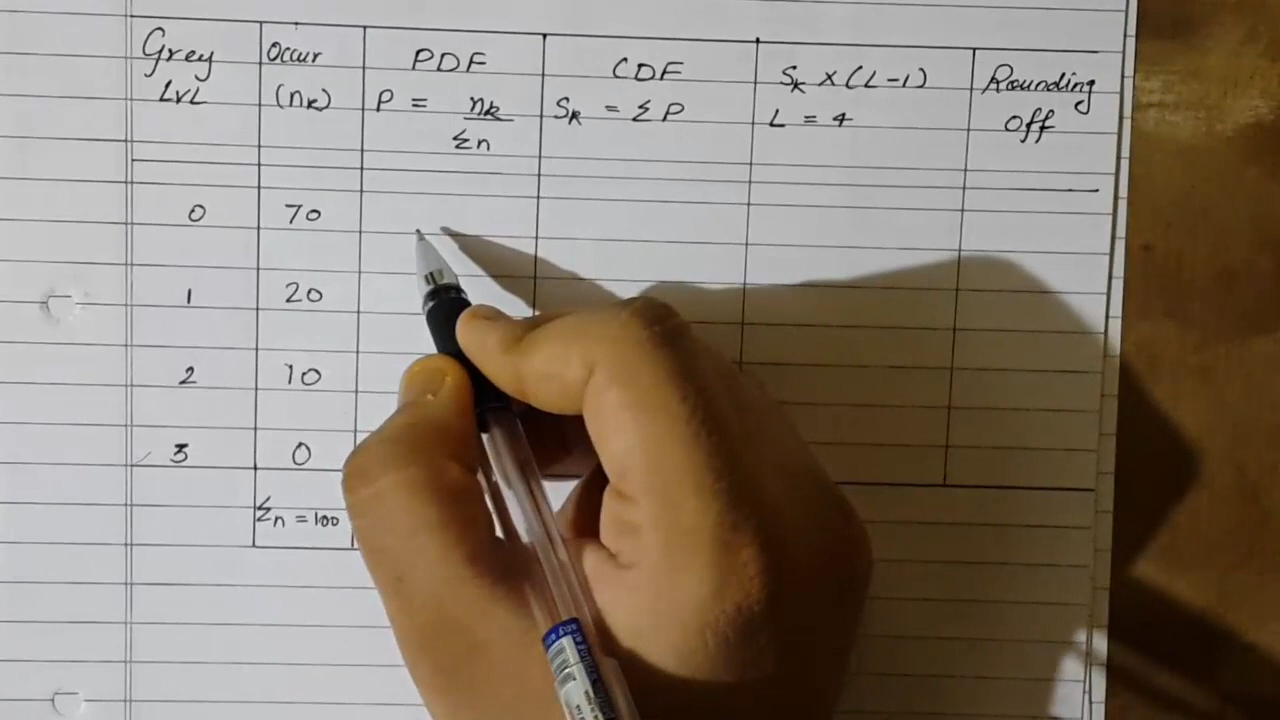 Grey Lvl
Occur (nk)
PDF
P = nk / Σn
CDF
Sk = Σ P
Sk × (L-1)
L = 4
Rounding Off
0 70
1 20
2 10
3 0
Σn = 100